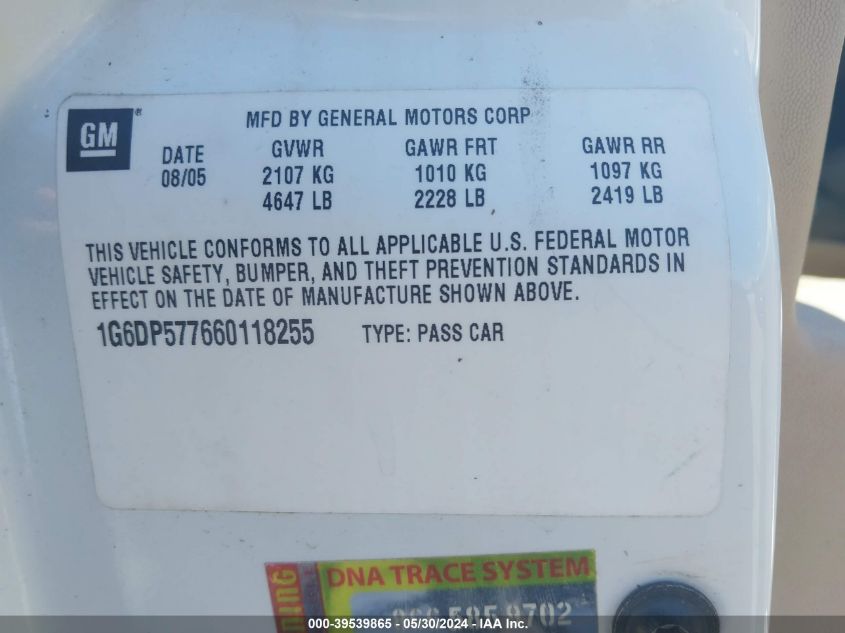 GM
MFD BY GENERAL MOTORS CORP
DATE GVWR GAWR FRT GAWR RR
08/05 2107 KG 1010 KG 1097 KG
4647 LB 2228 LB 2419 LB
THIS VEHICLE CONFORMS TO ALL APPLICABLE U.S. FEDERAL MOTOR
VEHICLE SAFETY, BUMPER, AND THEFT PREVENTION STANDARDS IN
EFFECT ON THE DATE OF MANUFACTURE SHOWN ABOVE.
1G6DP577660118255 TYPE: PASS CAR
DNA TRACE SYSTEM
595 9702
000-39539865 - 05/30/2024 - IAA Inc.